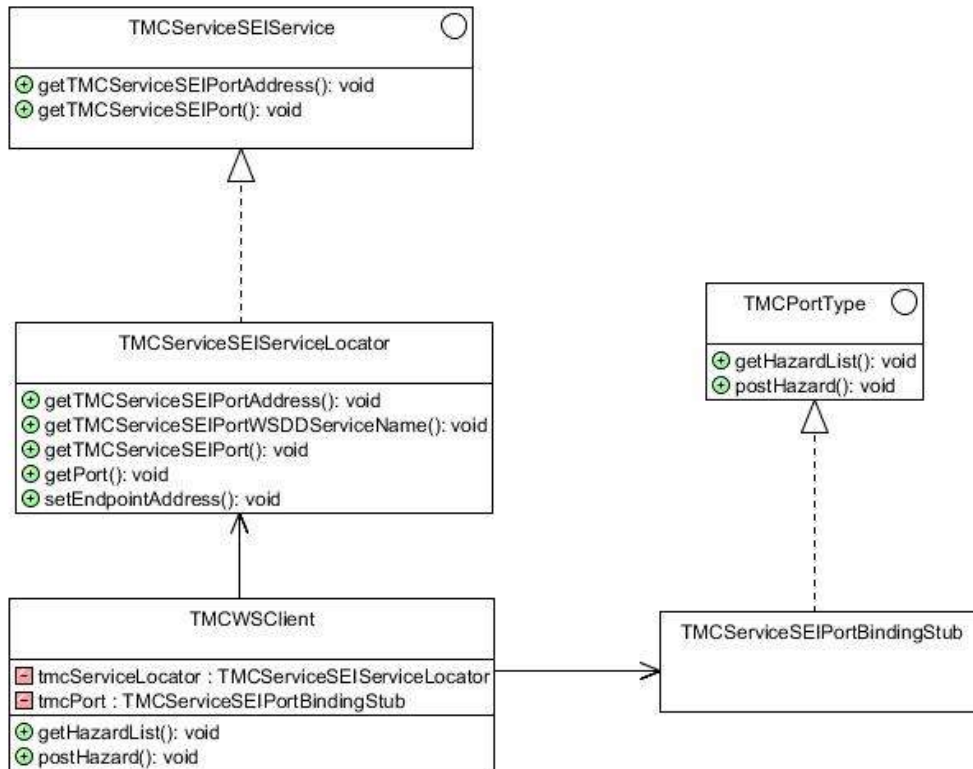 TMCServiceSEIService
getTMCServiceSEIPortAddress(): void
getTMCServiceSEIPort(): void
TMCPortType
getHazardList(): void
postHazard(): void
TMCServiceSEIServiceLocator
getTMCServiceSEIPortAddress(): void
getTMCServiceSEIPortWSDDServiceName(): void
getTMCServiceSEIPort(): void
getPort(): void
setEndpointAddress(): void
TMCWSClient
tmcServiceLocator : TMCServiceSEIServiceLocator
tmcPort : TMCServiceSEIPortBindingStub
getHazardList(): void
postHazard(): void
TMCServiceSEIPortBindingStub